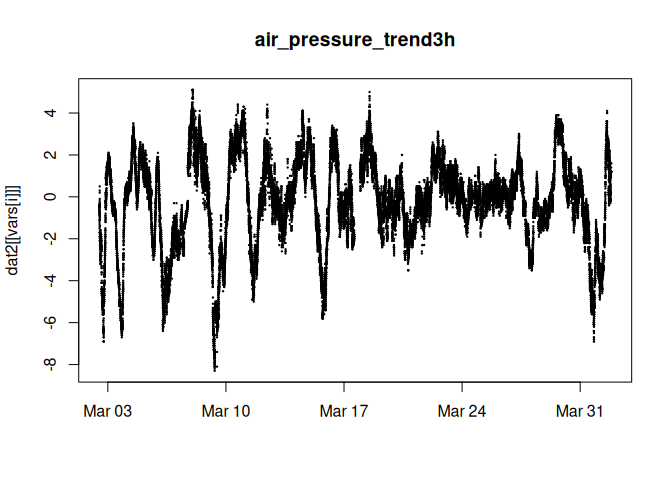 air_pressure_trend3h
dat2[[vars[i]]]
4
2
0
-2
-4
-6
-8
Mar 03
Mar 10
Mar 17
Mar 24
Mar 31